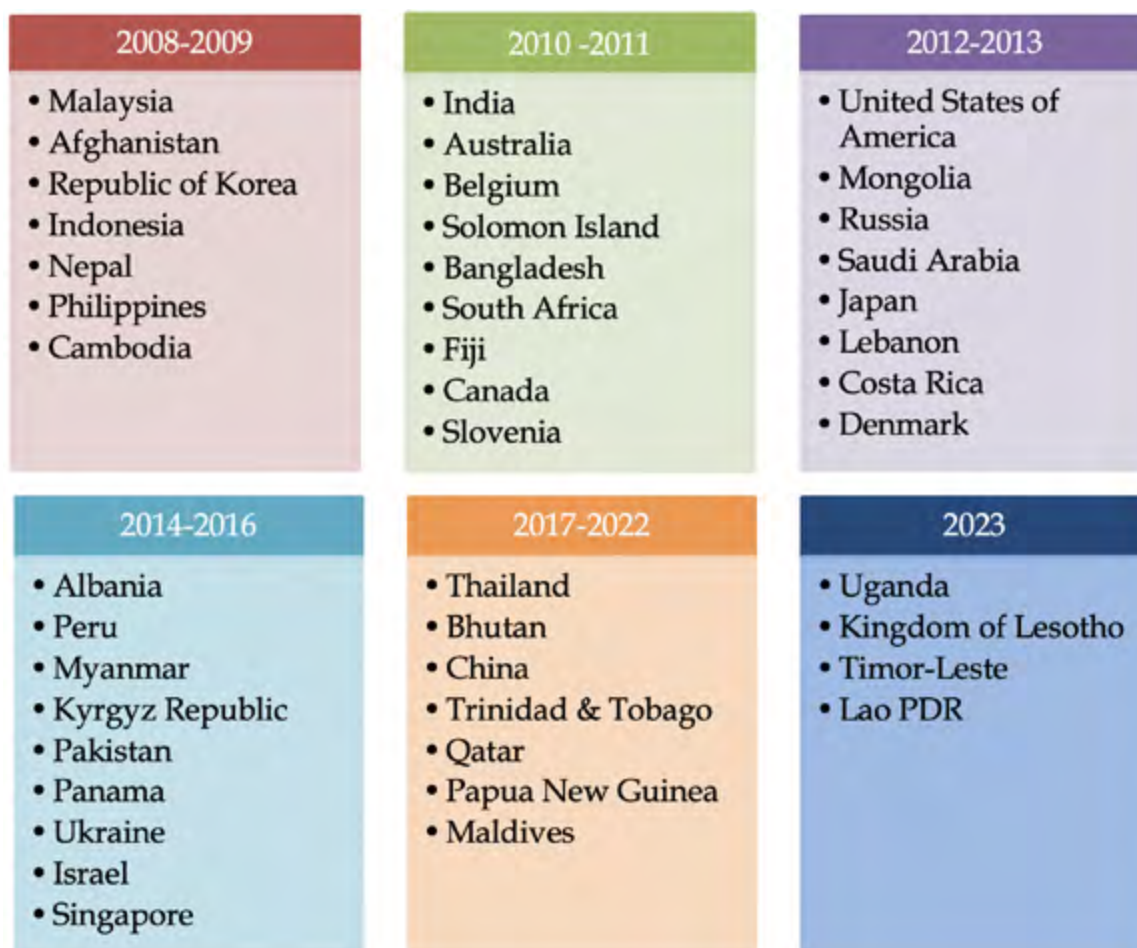 2008-2009
• Malaysia
• Afghanistan
• Republic of Korea
• Indonesia
• Nepal
• Philippines
• Cambodia
2010 -2011
• India
• Australia
• Belgium
• Solomon Island
• Bangladesh
• South Africa
• Fiji
• Canada
• Slovenia
2012-2013
• United States of
America
• Mongolia
• Russia
• Saudi Arabia
• Japan
• Lebanon
• Costa Rica
• Denmark
2014-2016
• Albania
• Peru
• Myanmar
• Kyrgyz Republic
• Pakistan
• Panama
• Ukraine
• Israel
• Singapore
2017-2022
• Thailand
• Bhutan
• China
• Trinidad & Tobago
• Qatar
• Papua New Guinea
• Maldives
2023
• Uganda
• Kingdom of Lesotho
• Timor-Leste
• Lao PDR